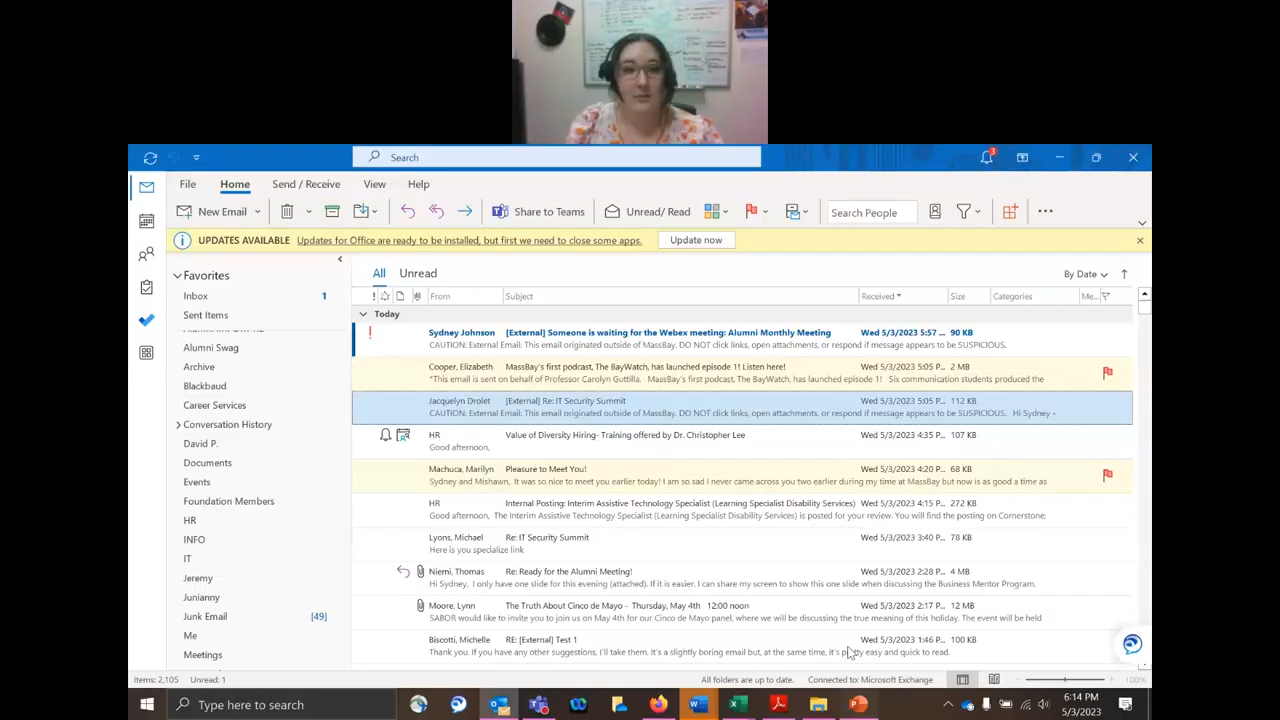 Search
File Home Send / Receive View Help
New Email Share to Teams Unread/ Read Search People
UPDATES AVAILABLE Updates for Office are ready to be installed, but first we need to close some apps. Update now
Favorites
Inbox 1
Sent Items
Alumni Swag
Archive
Blackbaud
Career Services
Conversation History
David P.
Documents
Events
Foundation Members
HR
INFO
IT
Jeremy
Junianny
Junk Email [49]
Me
Meetings
All Unread By Date
From Subject Received Size Categories Me...
Today
Sydney Johnson [External] Someone is waiting for the Webex meeting: Alumni Monthly Meeting Wed 5/3/2023 5:57 ... 90 KB
CAUTION: External Email: This email originated outside of MassBay. DO NOT click links, open attachments, or respond if message appears to be SUSPICIOUS.
Cooper, Elizabeth MassBay's first podcast, The BayWatch, has launched episode 1! Listen here! Wed 5/3/2023 5:05 P... 2 MB
*This email is sent on behalf of Professor Carolyn Guttilla. MassBay's first podcast, The BayWatch, has launched episode 1! Six communication students produced the
Jacquelyn Drolet [External] Re: IT Security Summit Wed 5/3/2023 5:05 P... 112 KB
CAUTION: External Email: This email originated outside of MassBay. DO NOT click links, open attachments, or respond if message appears to be SUSPICIOUS. Hi Sydney -
HR Value of Diversity Hiring- Training offered by Dr. Christopher Lee Wed 5/3/2023 4:35 P... 107 KB
Good afternoon,
Machuca, Marilyn Pleasure to Meet You! Wed 5/3/2023 4:20 P... 68 KB
Sydney and Mishawn, It was so nice to meet you earlier today! I am so sad I never came across you two earlier during my time at MassBay but now is as good a time as
HR Internal Posting: Interim Assistive Technology Specialist (Learning Specialist Disability Services) Wed 5/3/2023 4:15 P... 272 KB
Good afternoon, The Interim Assistive Technology Specialist (Learning Specialist Disability Services) is posted for your review. You will find the posting on Cornerstone;
Lyons, Michael Re: IT Security Summit Wed 5/3/2023 3:40 P... 78 KB
Here is you specialize link
Niemi, Thomas Re: Ready for the Alumni Meeting! Wed 5/3/2023 2:28 P... 4 MB
Hi Sydney, I only have one slide for this evening (attached). If it is easier, I can share my screen to show this one slide when discussing the Business Mentor Program.
Moore, Lynn The Truth About Cinco de Mayo - Thursday, May 4th 12:00 noon Wed 5/3/2023 2:17 P... 12 MB
SABOR would like to invite you to join us on May 4th for our Cinco de Mayo panel, where we will be discussing the true meaning of this holiday. The event will be held
Biscotti, Michelle RE: [External] Test 1 Wed 5/3/2023 1:46 P... 100 KB
Thank you. If you have any other suggestions, I'll take them. It's a slightly boring email but, at the same time, it's pretty easy and quick to read.
Items: 2,105 Unread: 1 All folders are up to date. Connected to: Microsoft Exchange 100%
Type here to search
6:14 PM
5/3/2023